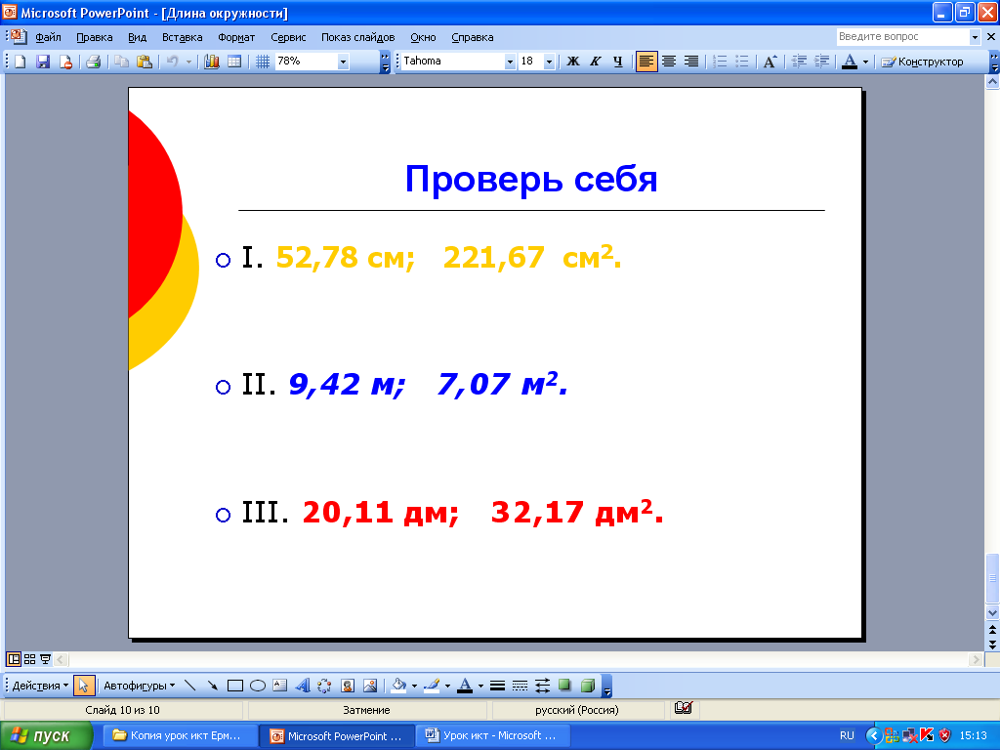 Microsoft PowerPoint - [Длина окружности]
Файл Правка Вид Вставка Формат Сервис Показ слайдов Окно Справка Введите вопрос
78% Tahoma 18 Ж К Ч А А Конструктор
Проверь себя
I. 52,78 см; 221,67 см².
II. 9,42 м; 7,07 м².
III. 20,11 дм; 32,17 дм².
Действия Автофигуры А
Слайд 10 из 10 Затмение русский (Россия)
пуск Копия урок икт Ерм... Microsoft PowerPoint ... Урок икт - Microsoft ... RU 15:13